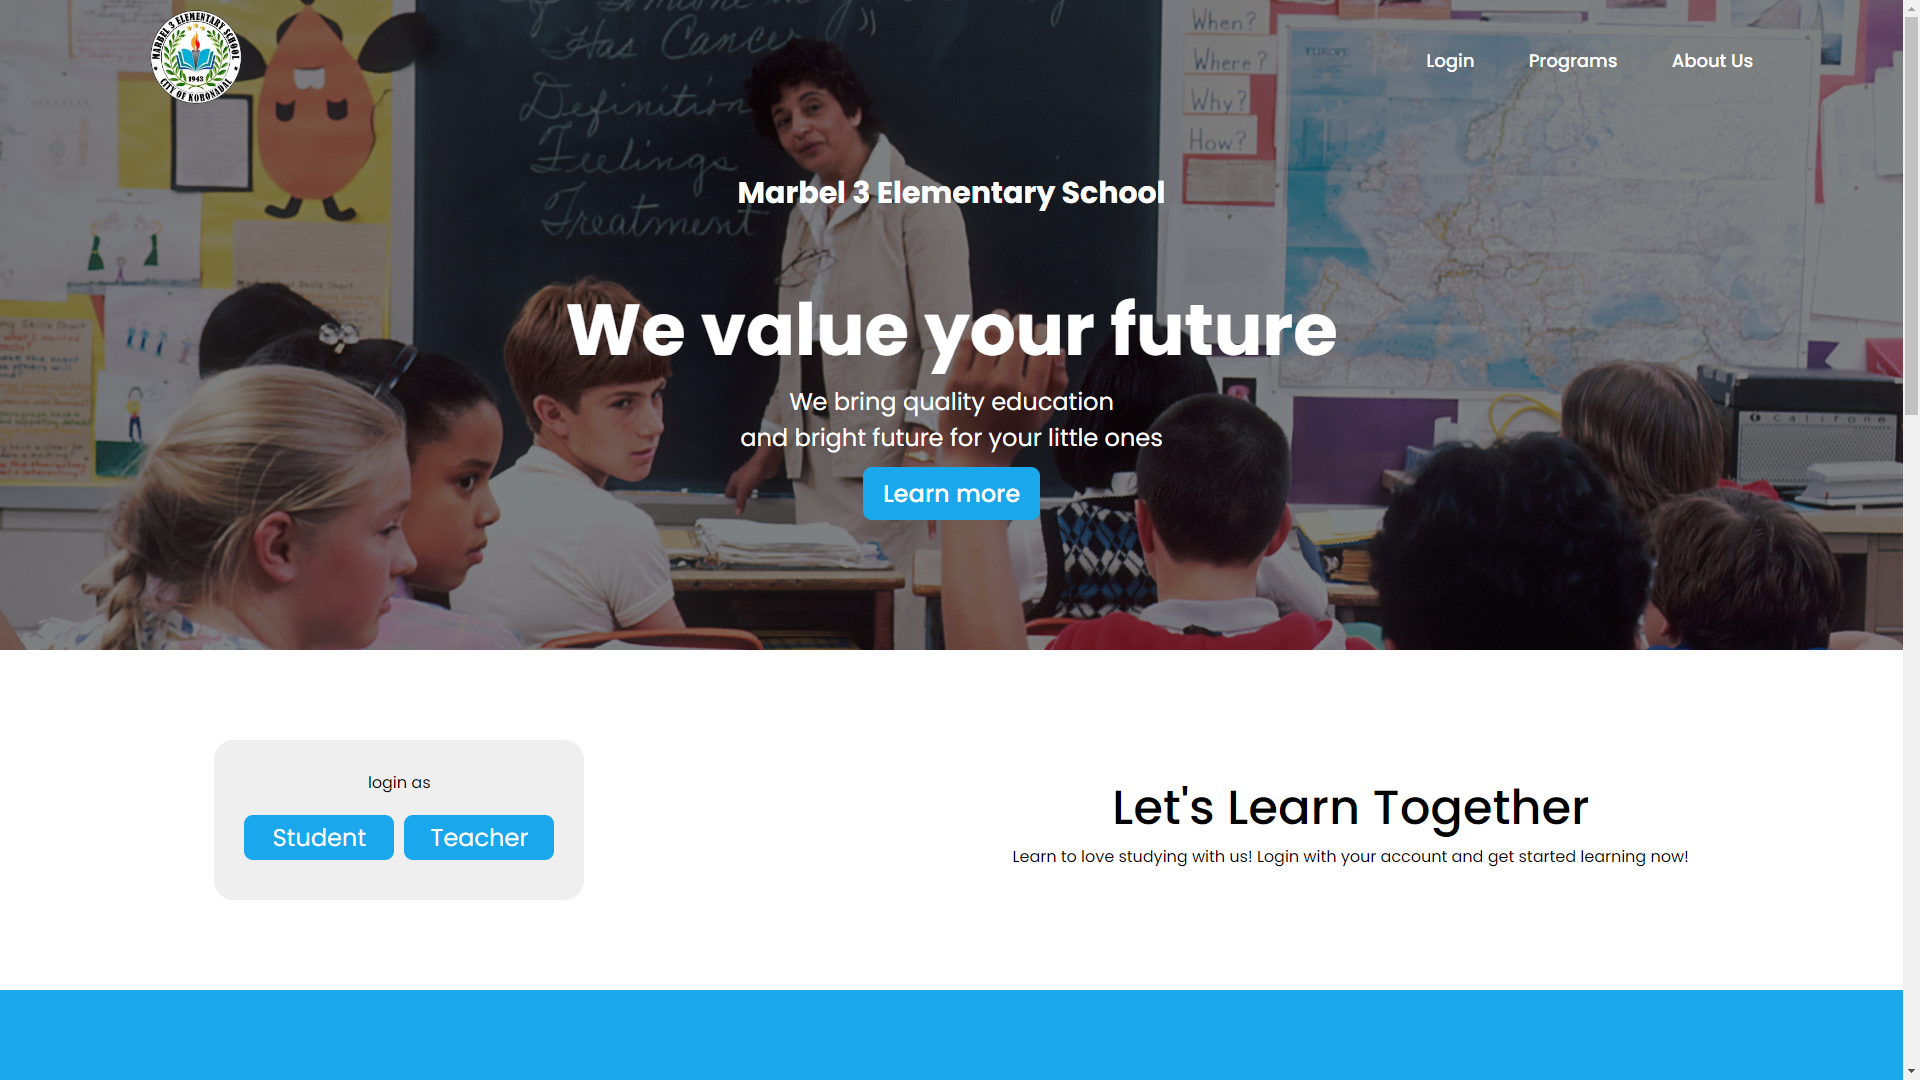 MARBEL 3 ELEMENTARY SCHOOL
1943
CITY OF KORONADAL
Login
Programs
About Us
Has Cancer
Definition
Feelings
Treatment
When?
Where?
Why?
How?
EUROPE
Marbel 3 Elementary School
We value your future
We bring quality education
and bright future for your little ones
Learn more
Califone
login as
Student
Teacher
Let's Learn Together
Learn to love studying with us! Login with your account and get started learning now!